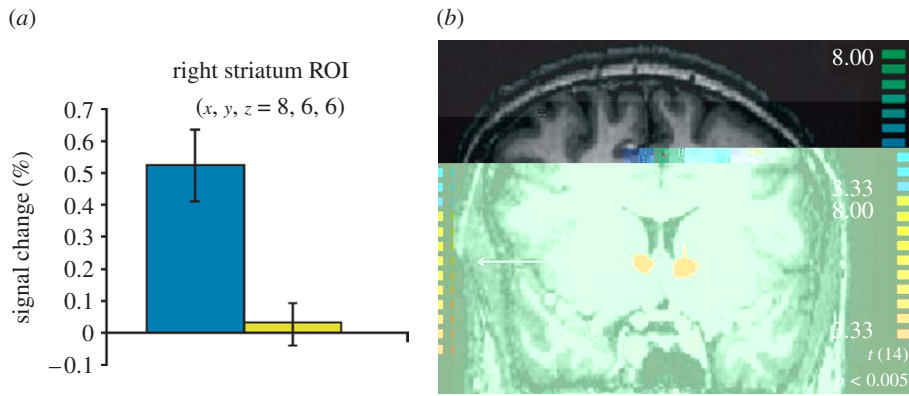 (a)
right striatum ROI
(x, y, z = 8, 6, 6)
signal change (%)
0.7
0.6
0.5
0.4
0.3
0.2
0.1
0
−0.1
(b)
8.00
3.33
8.00
3.33
t (14)
< 0.005